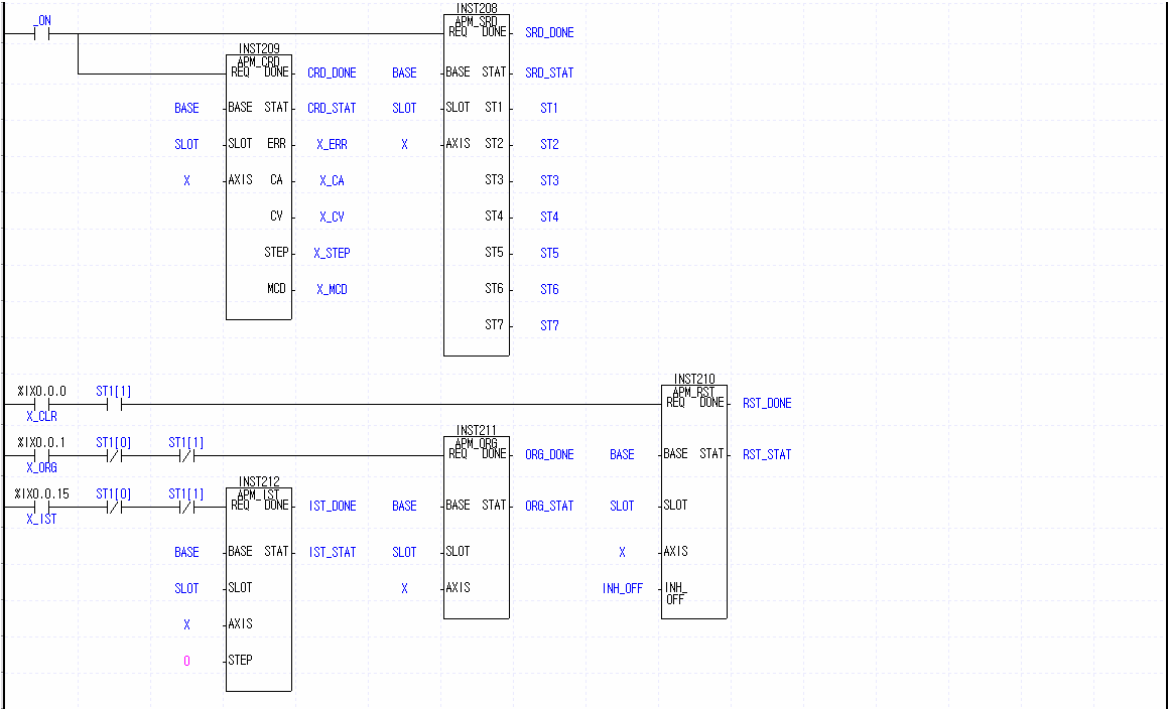 _ON
INST208
APM_SRD
REQ DONE SRD_DONE
INST209
APM_CRD
REQ DONE CRD_DONE BASE BASE STAT SRD_STAT
BASE BASE STAT CRD_STAT SLOT SLOT ST1 ST1
SLOT SLOT ERR X_ERR X AXIS ST2 ST2
X AXIS CA X_CA ST3 ST3
CV X_CV ST4 ST4
STEP X_STEP ST5 ST5
MCD X_MCD ST6 ST6
ST7 ST7
INST210
%IX0.0.0 ST1[1] APM_RST
REQ DONE RST_DONE
X_CLR
INST211
%IX0.0.1 ST1[0] ST1[1] APM_ORG
REQ DONE ORG_DONE BASE BASE STAT RST_STAT
X_ORG
INST212
%IX0.0.15 ST1[0] ST1[1] APM_IST
REQ DONE IST_DONE BASE BASE STAT ORG_STAT SLOT SLOT
X_IST
BASE BASE STAT IST_STAT SLOT SLOT X AXIS
SLOT SLOT X AXIS INH_OFF INH_
OFF
X AXIS
0 STEP